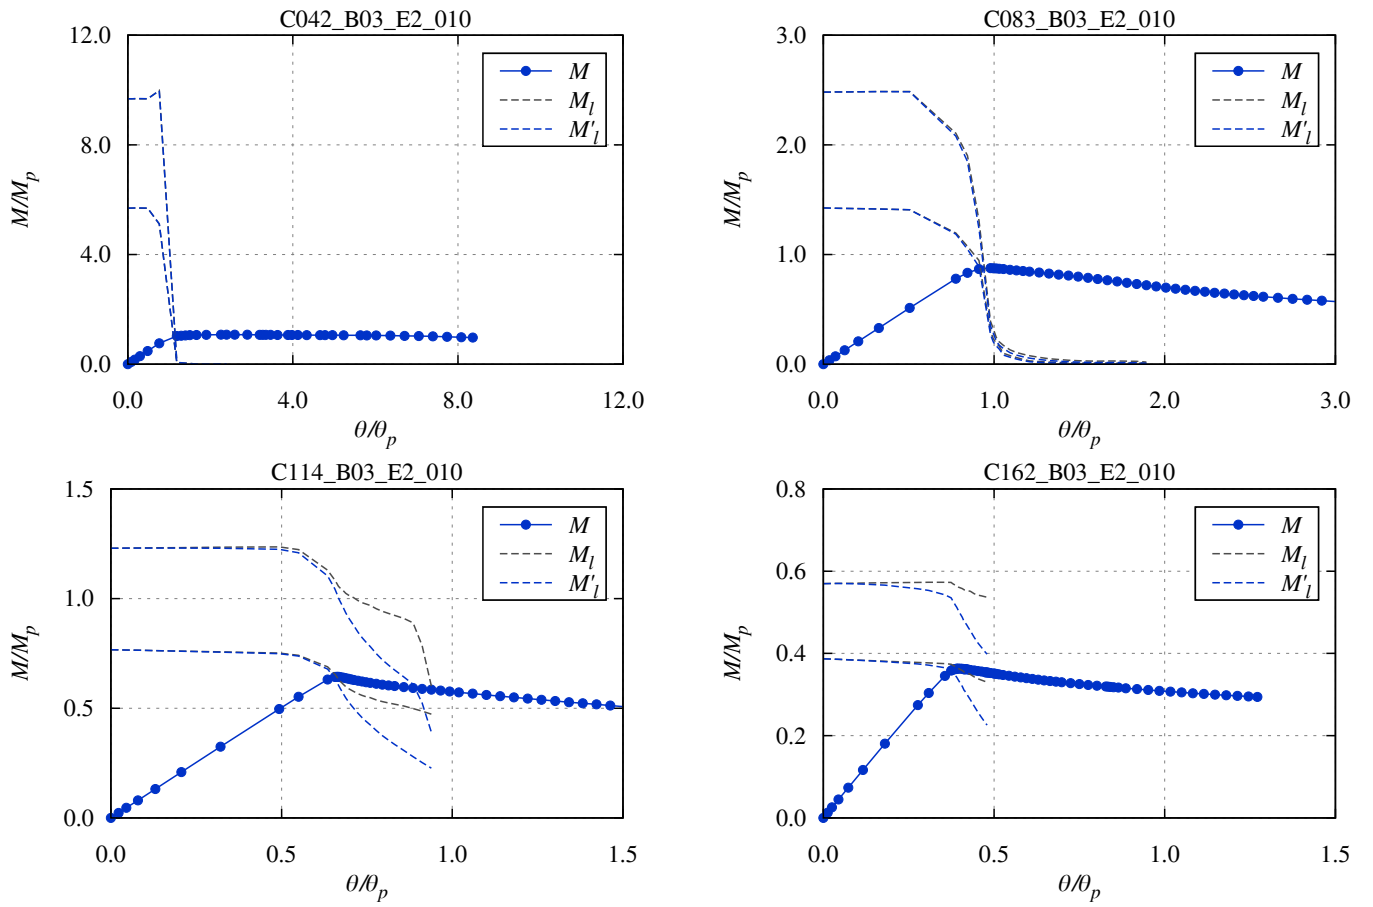 C042_B03_E2_010
12.0
8.0
4.0
0.0
0.0 4.0 8.0 12.0
M/M_p
θ/θ_p
M
M_l
M'_l
C083_B03_E2_010
3.0
2.0
1.0
0.0
0.0 1.0 2.0 3.0
M/M_p
θ/θ_p
M
M_l
M'_l
C114_B03_E2_010
1.5
1.0
0.5
0.0
0.0 0.5 1.0 1.5
M/M_p
θ/θ_p
M
M_l
M'_l
C162_B03_E2_010
0.8
0.6
0.4
0.2
0.0
0.0 0.5 1.0 1.5
M/M_p
θ/θ_p
M
M_l
M'_l